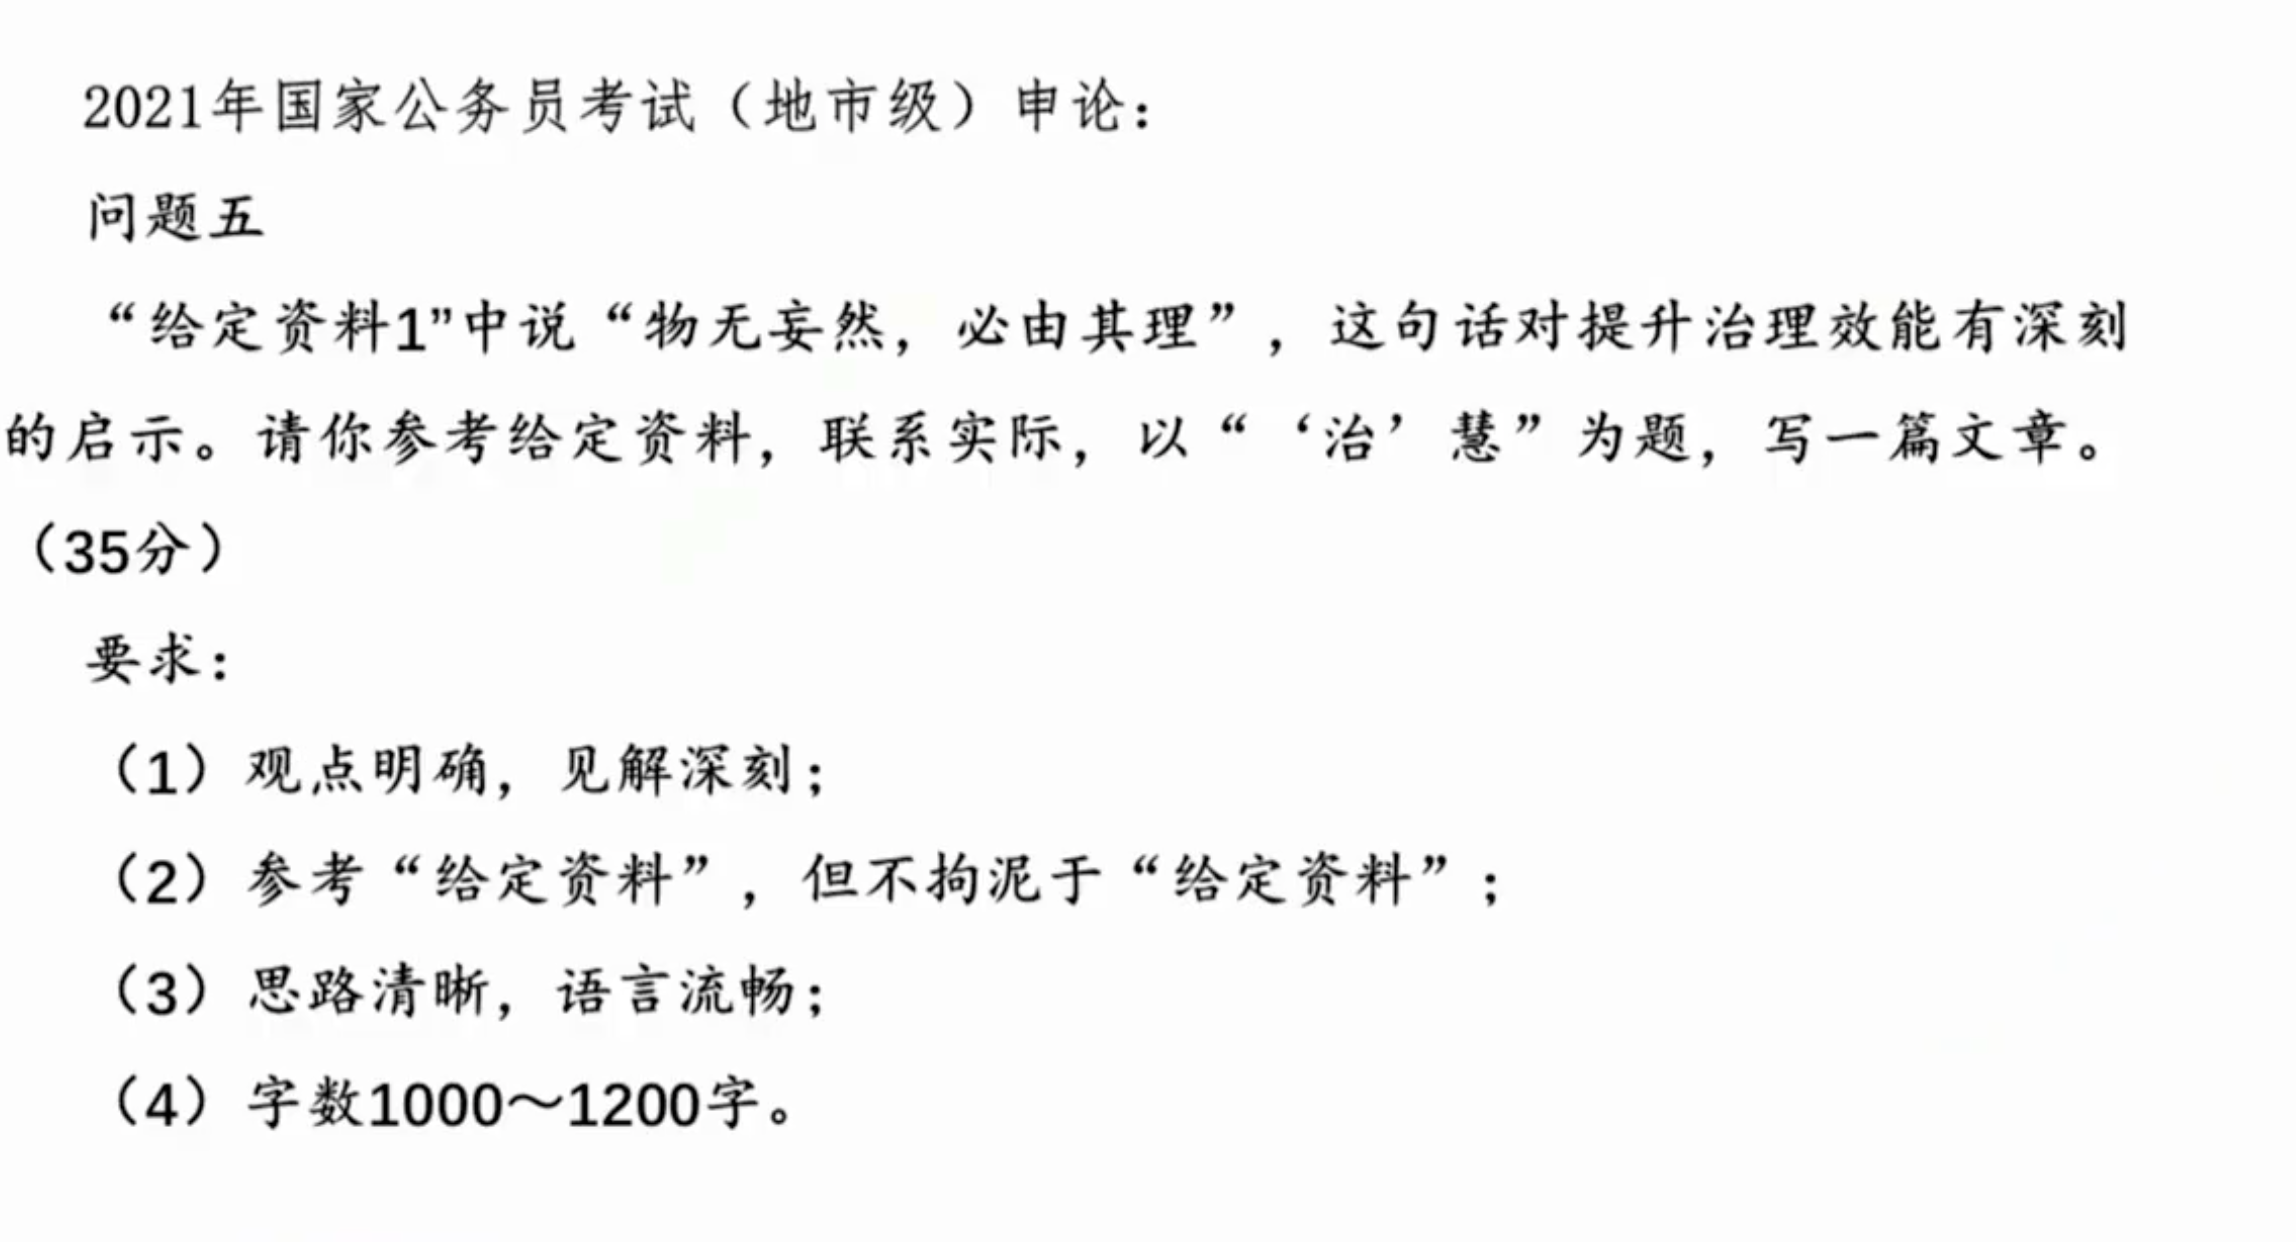 2021年国家公务员考试（地市级）申论：
问题五
“给定资料1”中说“物无妄然，必由其理”，这句话对提升治理效能有深刻
的启示。请你参考给定资料，联系实际，以“‘治’慧”为题，写一篇文章。
（35分）
要求：
（1）观点明确，见解深刻；
（2）参考“给定资料”，但不拘泥于“给定资料”；
（3）思路清晰，语言流畅；
（4）字数1000～1200字。